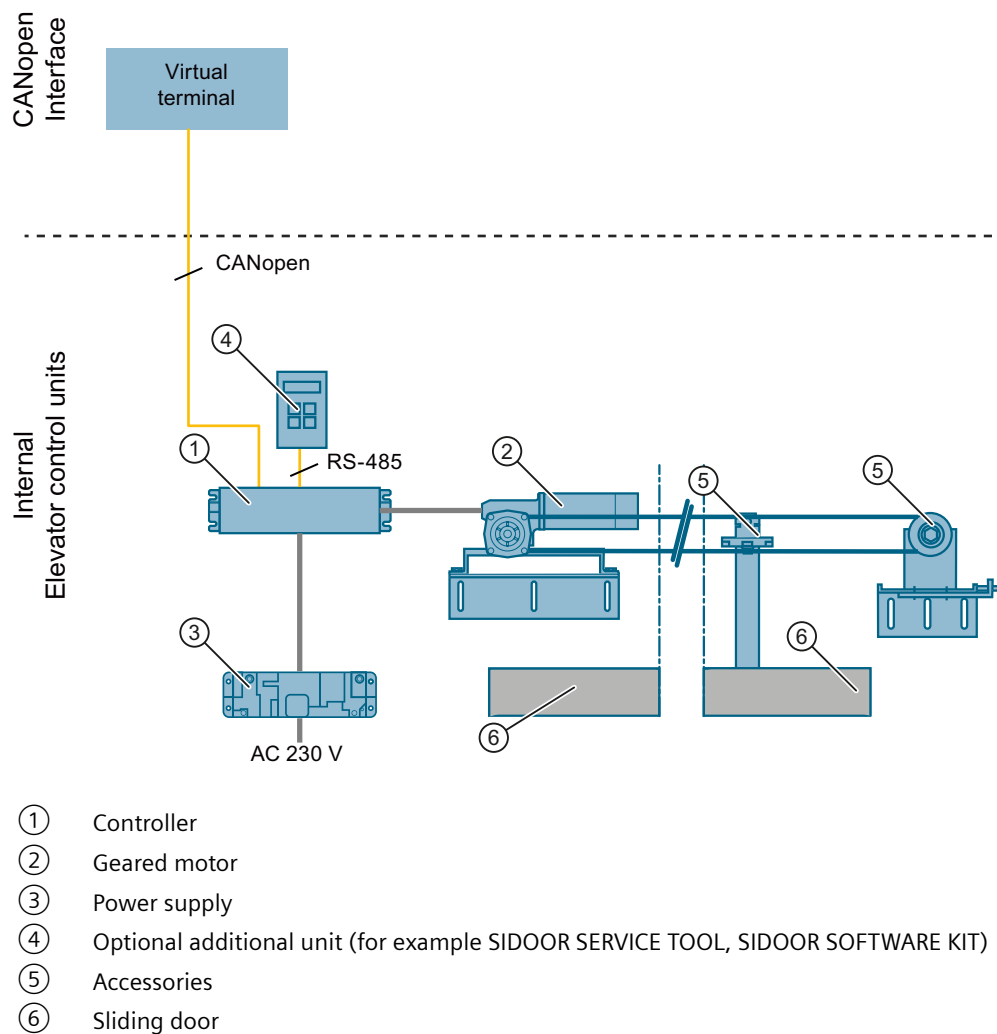 CANopen
Interface
Virtual
terminal
CANopen
Internal
Elevator control units
④
① RS-485 ② ⑤ ⑤
③ ⑥ ⑥
AC 230 V
① Controller
② Geared motor
③ Power supply
④ Optional additional unit (for example SIDOOR SERVICE TOOL, SIDOOR SOFTWARE KIT)
⑤ Accessories
⑥ Sliding door